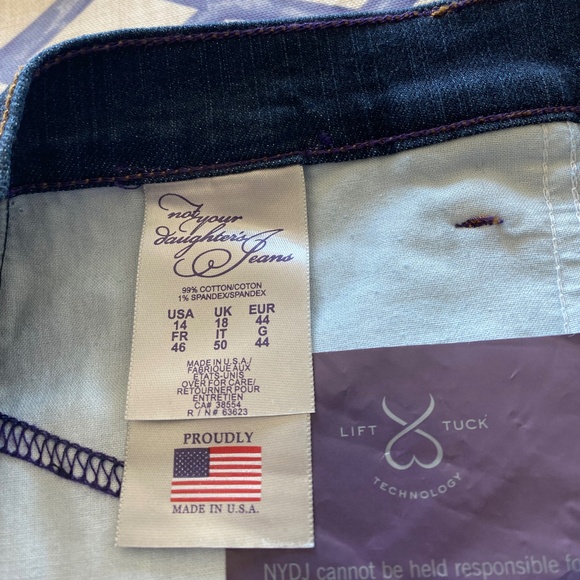 not your
daughter's
Jeans
99% COTTON/COTON
1% SPANDEX/SPANDEX
USA UK EUR
14 18 44
FR IT G
46 50 44
MADE IN U.S.A./
FABRIQUE AUX
ETATS-UNIS
OVER FOR CARE/
RETOURNER POUR
ENTRETIEN
CA# 38554
R / N# 63623
PROUDLY
MADE IN U.S.A.
LIFT TUCK
TECHNOLOGY
NYDJ cannot be held responsible fo